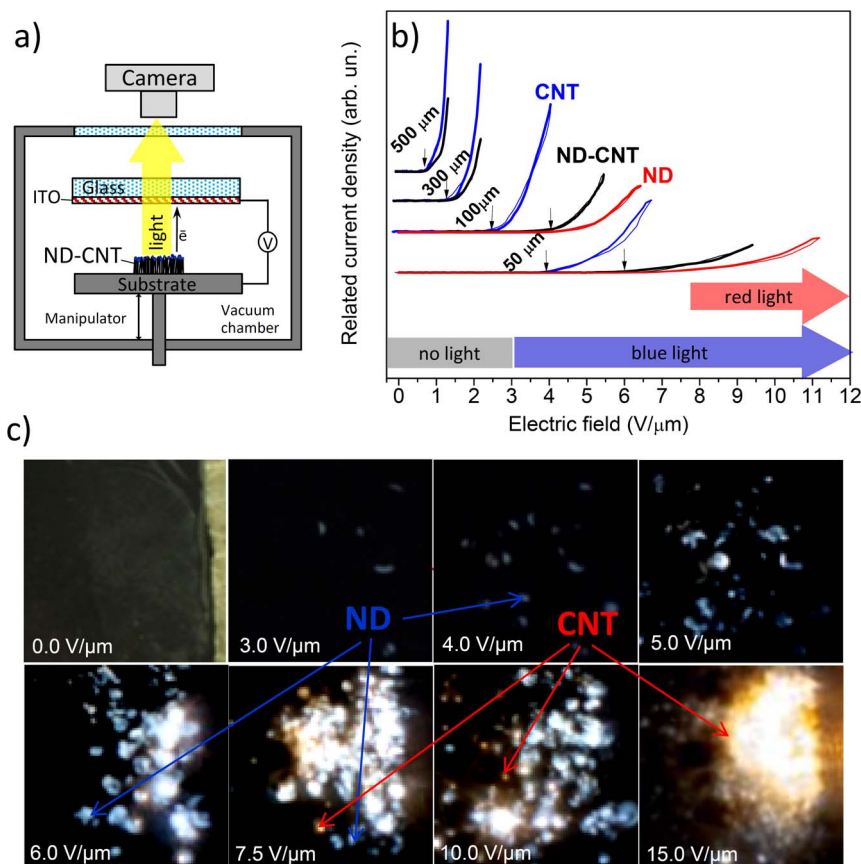 a)
Camera
Glass
ITO
light
ē
V
ND-CNT
Substrate
Manipulator
Vacuum
chamber
b)
Related current density (arb. un.)
500 μm
300 μm
100μm
50 μm
CNT
ND-CNT
ND
red light
no light
blue light
0 1 2 3 4 5 6 7 8 9 10 11 12
Electric field (V/μm)
c)
0.0 V/μm
3.0 V/μm
4.0 V/μm
5.0 V/μm
ND
CNT
6.0 V/μm
7.5 V/μm
10.0 V/μm
15.0 V/μm